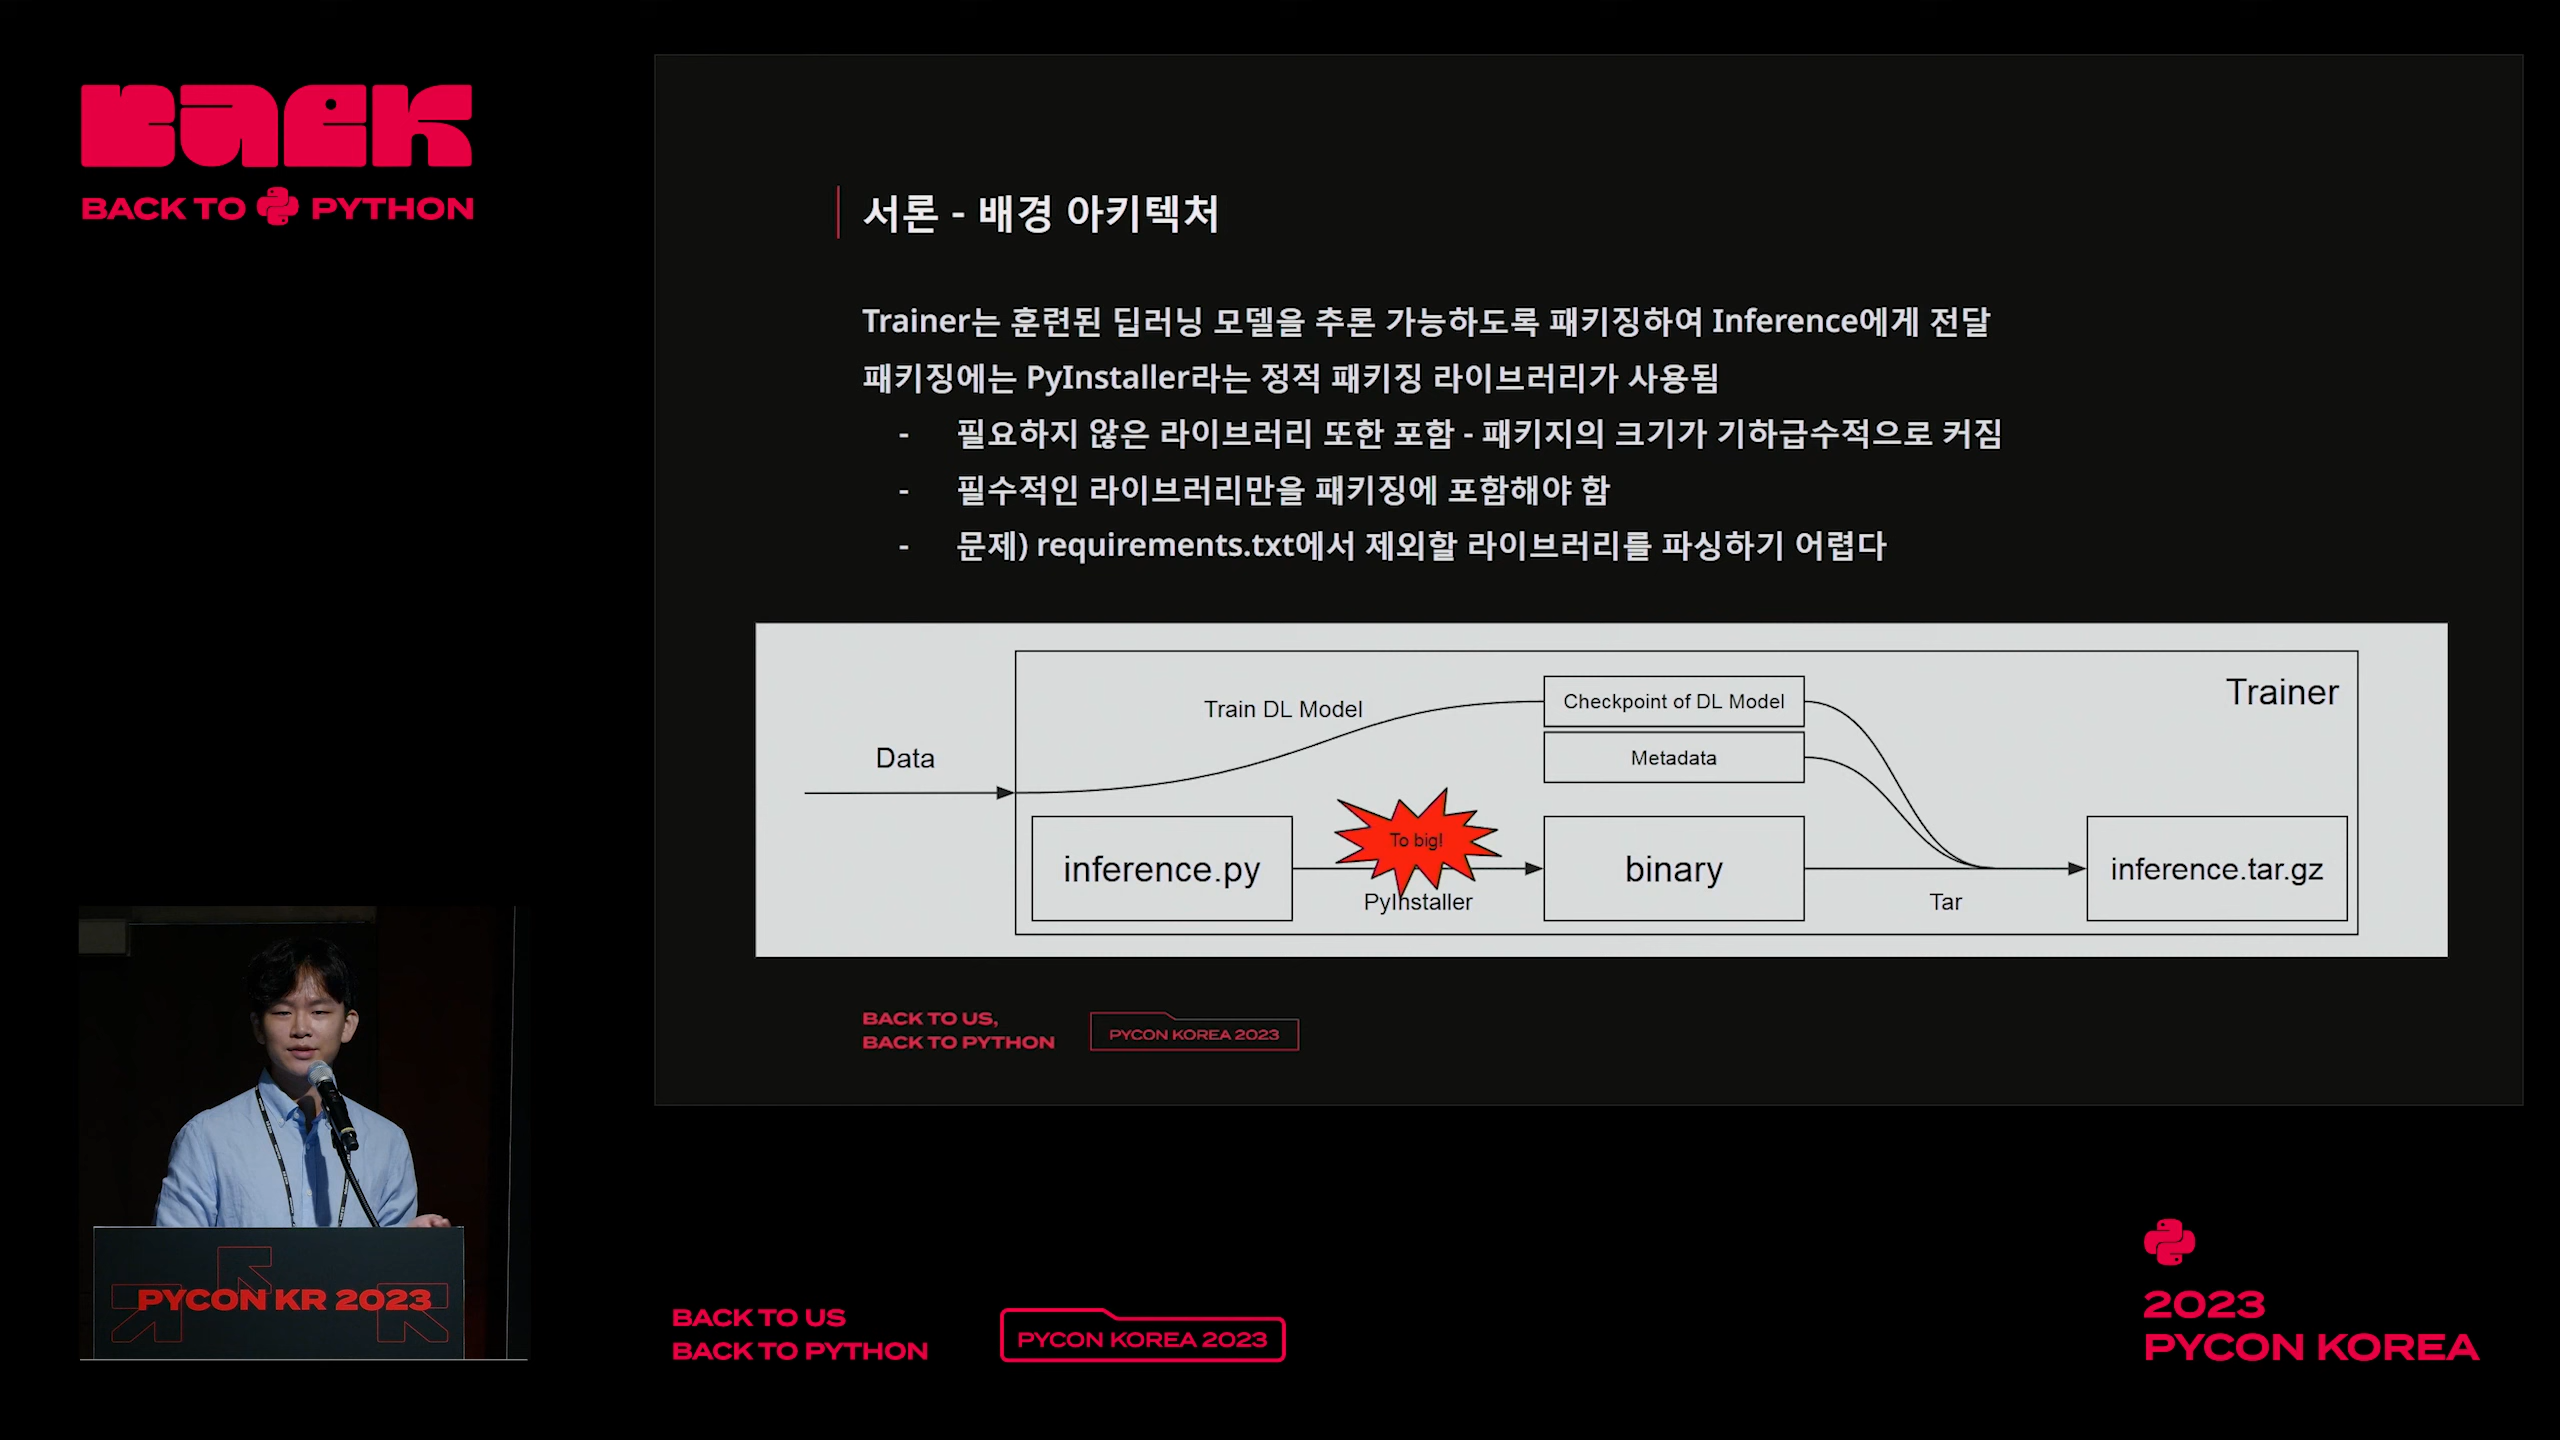 BACK
BACK TO PYTHON
서론 - 배경 아키텍처
Trainer는 훈련된 딥러닝 모델을 추론 가능하도록 패키징하여 Inference에게 전달
패키징에는 PyInstaller라는 정적 패키징 라이브러리가 사용됨
- 필요하지 않은 라이브러리 또한 포함 - 패키지의 크기가 기하급수적으로 커짐
- 필수적인 라이브러리만을 패키징에 포함해야 함
- 문제) requirements.txt에서 제외할 라이브러리를 파싱하기 어렵다
Trainer
Train DL Model
Checkpoint of DL Model
Data
Metadata
To big!
inference.py
PyInstaller
binary
Tar
inference.tar.gz
BACK TO US,
BACK TO PYTHON
PYCON KOREA 2023
PYCON KR 2023
BACK TO US
BACK TO PYTHON
PYCON KOREA 2023
2023
PYCON KOREA